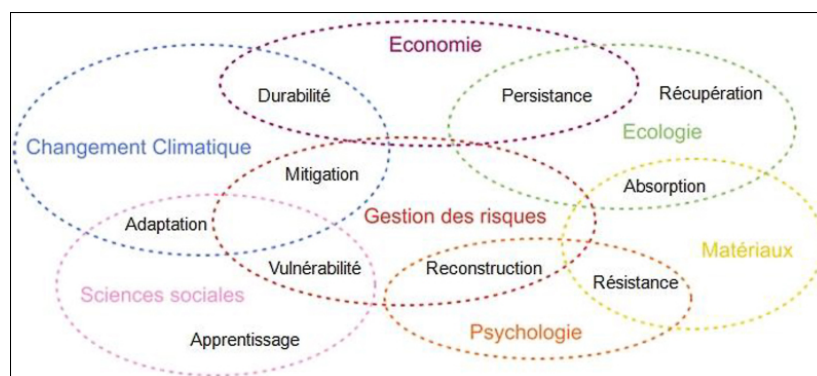 Economie
Durabilité
Persistance
Récupération
Ecologie
Changement Climatique
Mitigation
Absorption
Adaptation
Gestion des risques
Matériaux
Vulnérabilité
Reconstruction
Résistance
Sciences sociales
Psychologie
Apprentissage